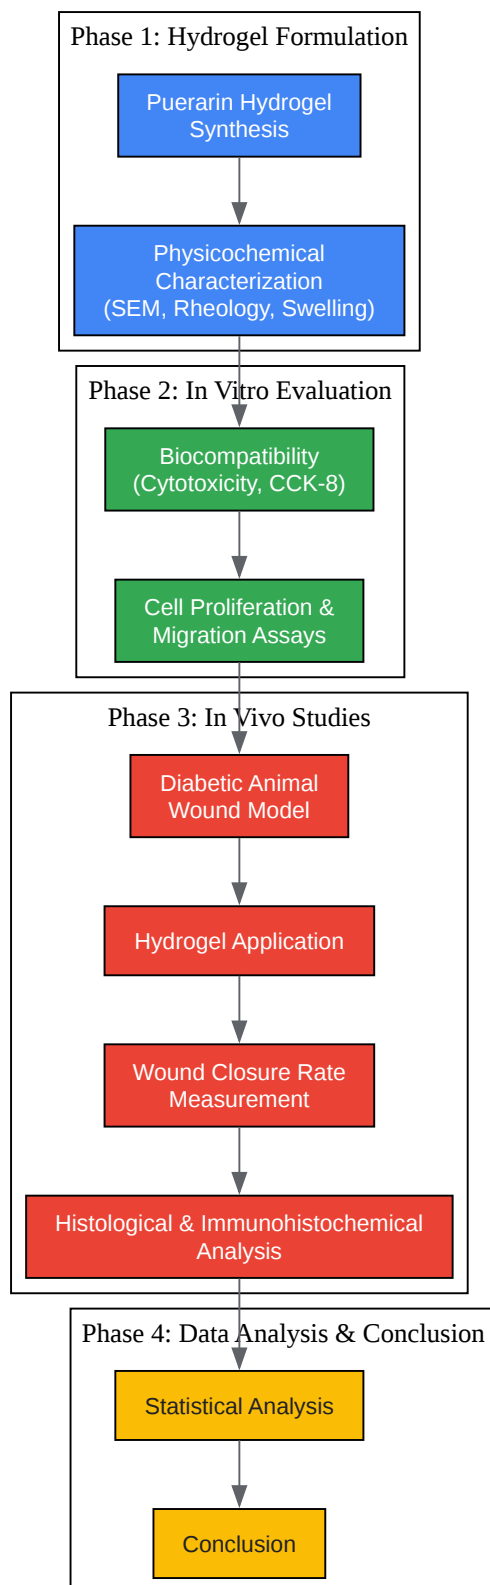 Phase 1: Hydrogel Formulation
Puerarin Hydrogel
Synthesis
Physicochemical
Characterization
(SEM, Rheology, Swelling)
Phase 2: In Vitro Evaluation
Biocompatibility
(Cytotoxicity, CCK-8)
Cell Proliferation &
Migration Assays
Phase 3: In Vivo Studies
Diabetic Animal
Wound Model
Hydrogel Application
Wound Closure Rate
Measurement
Histological & Immunohistochemical
Analysis
Phase 4: Data Analysis & Conclusion
Statistical Analysis
Conclusion